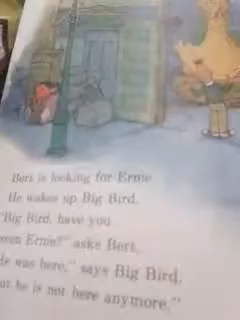 Bert is looking for Ernie.
He wakes up Big Bird.
"Big Bird, have you
seen Ernie?" asks Bert.
He was here," says Big Bird.
ut he is not here anymore."